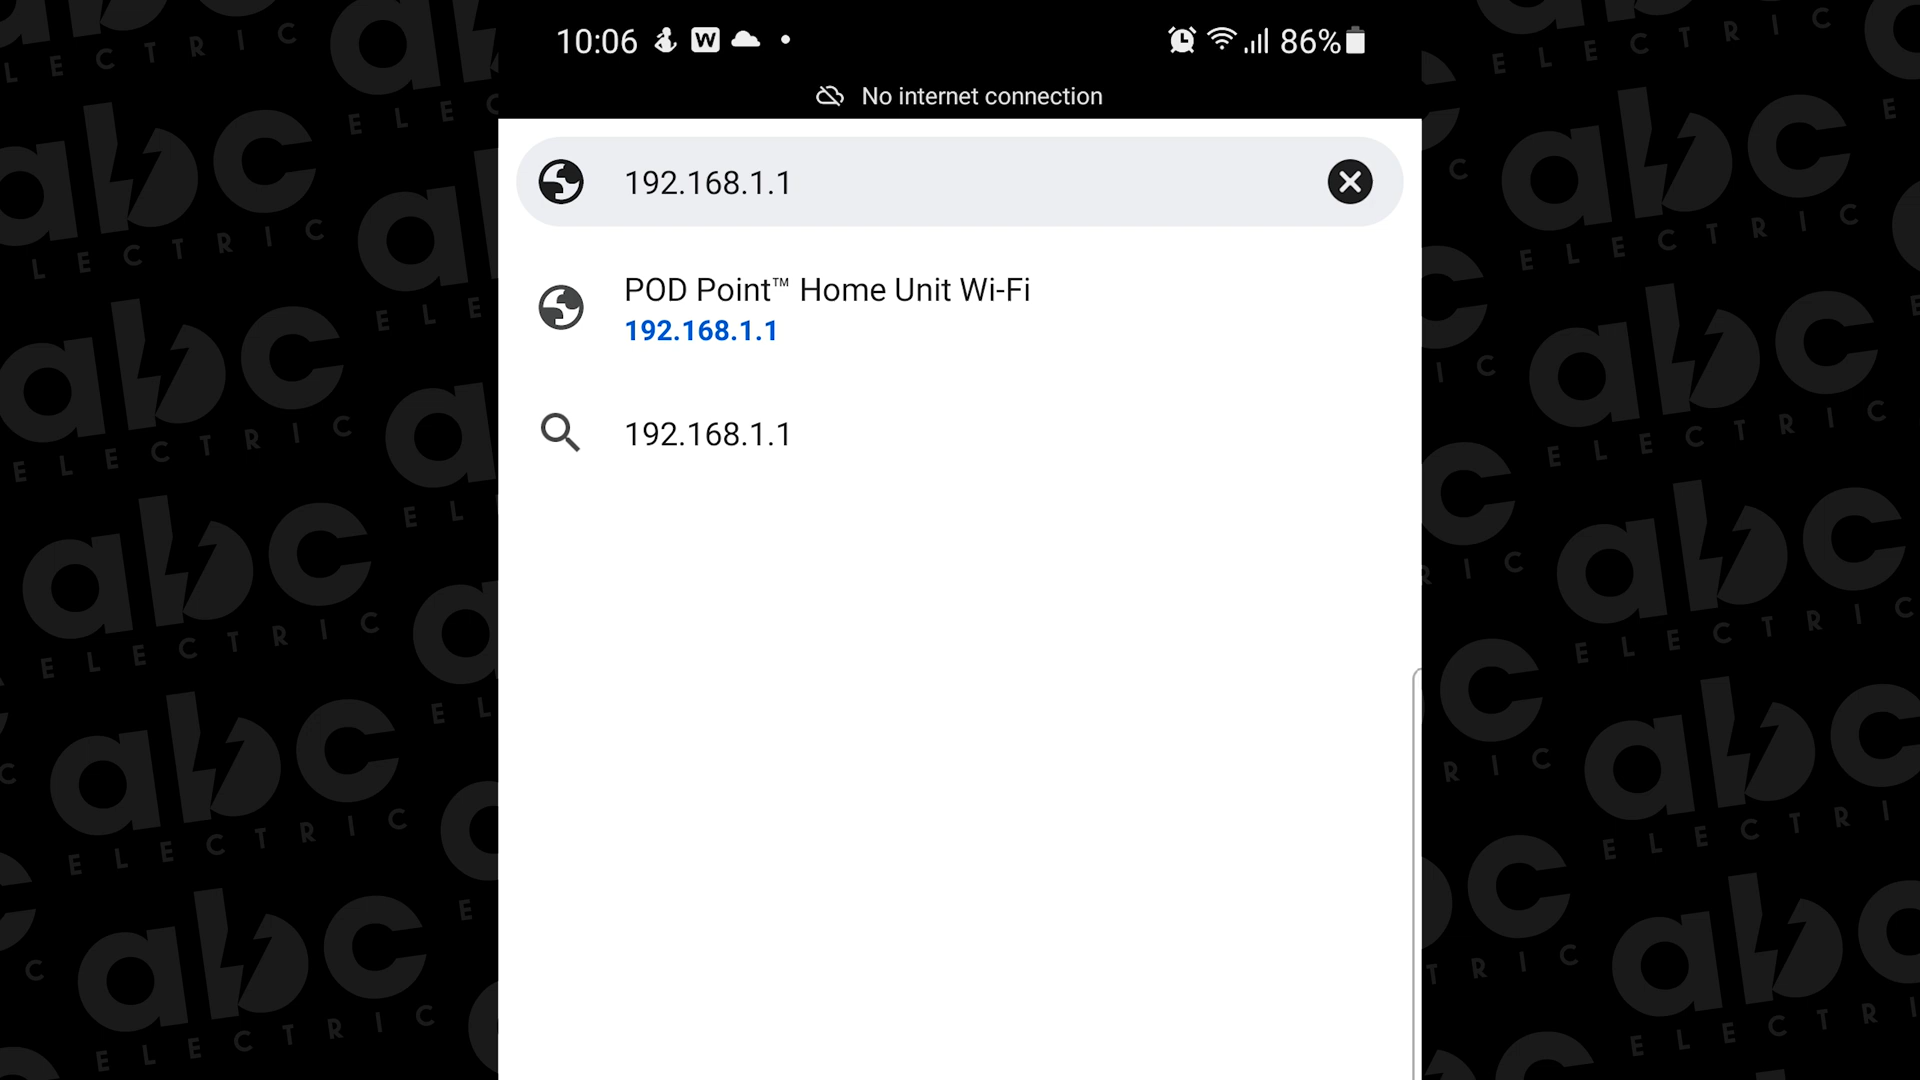 10:06 W 86%
No internet connection
192.168.1.1
POD Point™ Home Unit Wi-Fi
192.168.1.1
192.168.1.1
abc
ELECTRIC